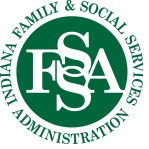 INDIANA FAMILY & SOCIAL SERVICES
ADMINISTRATION
FSSA
S